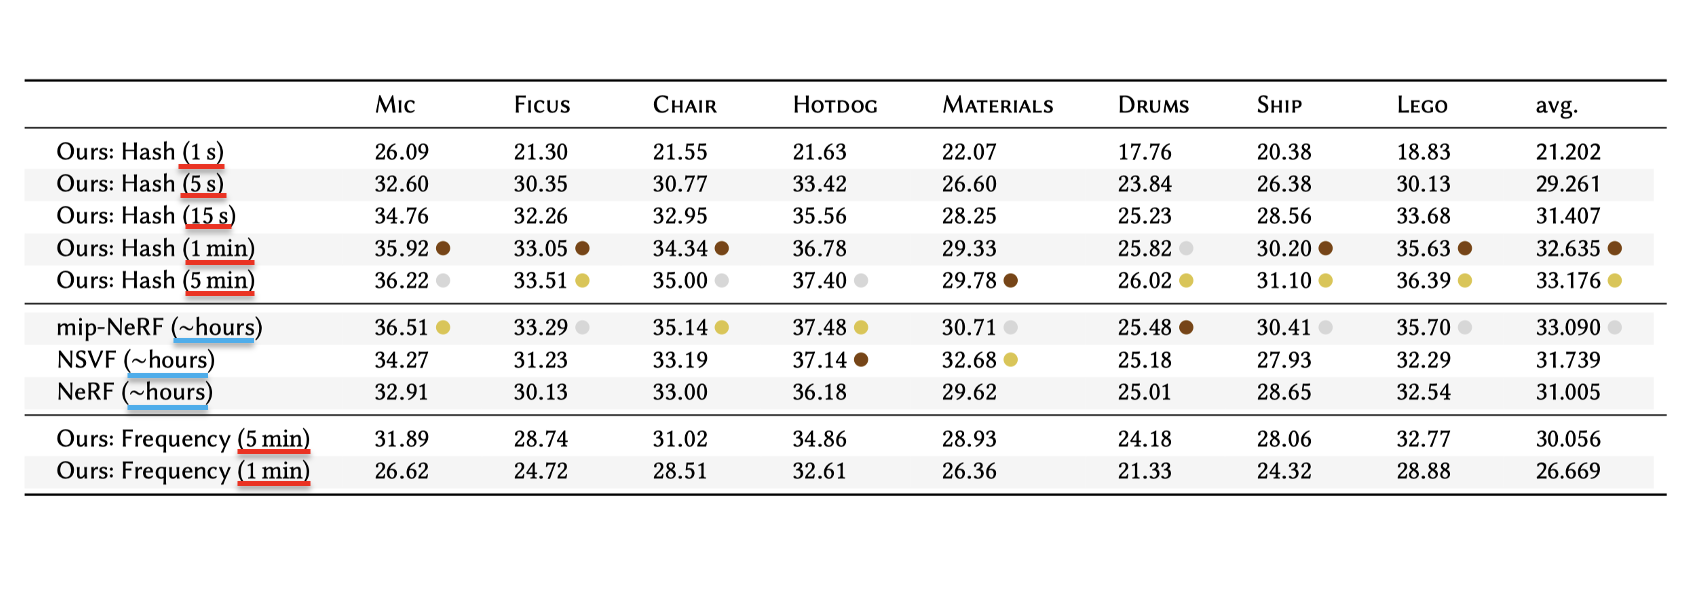 Mic Ficus Chair Hotdog Materials Drums Ship Lego avg.
Ours: Hash (1 s) 26.09 21.30 21.55 21.63 22.07 17.76 20.38 18.83 21.202
Ours: Hash (5 s) 32.60 30.35 30.77 33.42 26.60 23.84 26.38 30.13 29.261
Ours: Hash (15 s) 34.76 32.26 32.95 35.56 28.25 25.23 28.56 33.68 31.407
Ours: Hash (1 min) 35.92 33.05 34.34 36.78 29.33 25.82 30.20 35.63 32.635
Ours: Hash (5 min) 36.22 33.51 35.00 37.40 29.78 26.02 31.10 36.39 33.176
mip-NeRF (~hours) 36.51 33.29 35.14 37.48 30.71 25.48 30.41 35.70 33.090
NSVF (~hours) 34.27 31.23 33.19 37.14 32.68 25.18 27.93 32.29 31.739
NeRF (~hours) 32.91 30.13 33.00 36.18 29.62 25.01 28.65 32.54 31.005
Ours: Frequency (5 min) 31.89 28.74 31.02 34.86 28.93 24.18 28.06 32.77 30.056
Ours: Frequency (1 min) 26.62 24.72 28.51 32.61 26.36 21.33 24.32 28.88 26.669